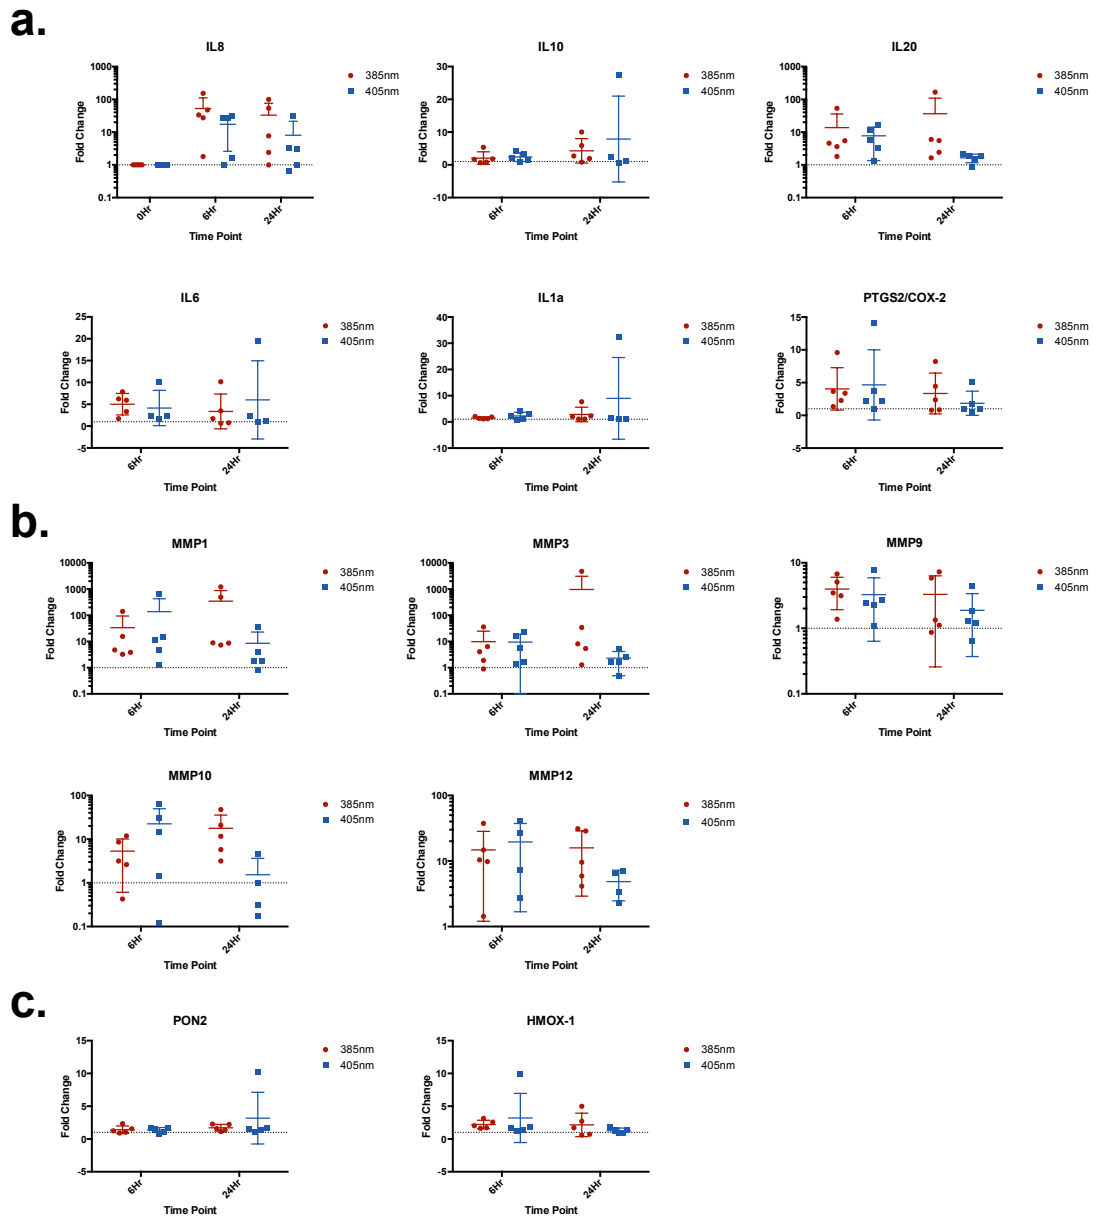 a.
IL8
Fold Change
1000
100
10
1
0.1
0Hr
6Hr
24Hr
Time Point
385nm
405nm
IL10
Fold Change
30
20
10
0
-10
6Hr
24Hr
Time Point
385nm
405nm
IL20
Fold Change
1000
100
10
1
0.1
6Hr
24Hr
Time Point
385nm
405nm
IL6
Fold Change
25
20
15
10
5
0
-5
6Hr
24Hr
Time Point
385nm
405nm
IL1a
Fold Change
40
30
20
10
0
-10
6Hr
24Hr
Time Point
385nm
405nm
PTGS2/COX-2
Fold Change
15
10
5
0
-5
6Hr
24Hr
Time Point
385nm
405nm
b.
MMP1
Fold Change
10000
1000
100
10
1
0.1
6Hr
24Hr
Time Point
385nm
405nm
MMP3
Fold Change
10000
1000
100
10
1
0.1
6Hr
24Hr
Time Point
385nm
405nm
MMP9
Fold Change
10
1
0.1
6Hr
24Hr
Time Point
385nm
405nm
MMP10
Fold Change
100
10
1
0.1
6Hr
24Hr
Time Point
385nm
405nm
MMP12
Fold Change
100
10
1
6Hr
24Hr
Time Point
385nm
405nm
c.
PON2
Fold Change
15
10
5
0
-5
6Hr
24Hr
Time Point
385nm
405nm
HMOX-1
Fold Change
15
10
5
0
-5
6Hr
24Hr
Time Point
385nm
405nm